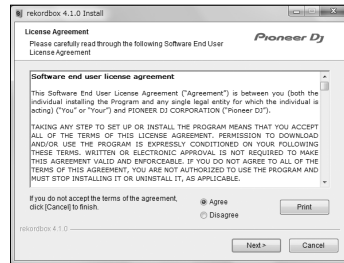 rekordbox 4.1.0 Install
License Agreement
Please carefully read through the following Software End User
License Agreement
Pioneer Dj
Software end user license agreement
This Software End User License Agreement ("Agreement") is between you (both the
individual installing the Program and any single legal entity for which the individual is
acting) ("You" or "Your") and PIONEER DJ CORPORATION ("Pioneer DJ").
TAKING ANY STEP TO SET UP OR INSTALL THE PROGRAM MEANS THAT YOU ACCEPT
ALL OF THE TERMS OF THIS LICENSE AGREEMENT. PERMISSION TO DOWNLOAD
AND/OR USE THE PROGRAM IS EXPRESSLY CONDITIONED ON YOUR FOLLOWING
THESE TERMS. WRITTEN OR ELECTRONIC APPROVAL IS NOT REQUIRED TO MAKE
THIS AGREEMENT VALID AND ENFORCEABLE. IF YOU DO NOT AGREE TO ALL OF THE
TERMS OF THIS AGREEMENT, YOU ARE NOT AUTHORIZED TO USE THE PROGRAM AND
MUST STOP INSTALLING IT OR UNINSTALL IT, AS APPLICABLE.
If you do not accept the terms of the agreement,
click [Cancel] to finish.
Agree
Disagree
Print
rekordbox 4.1.0
Next >
Cancel